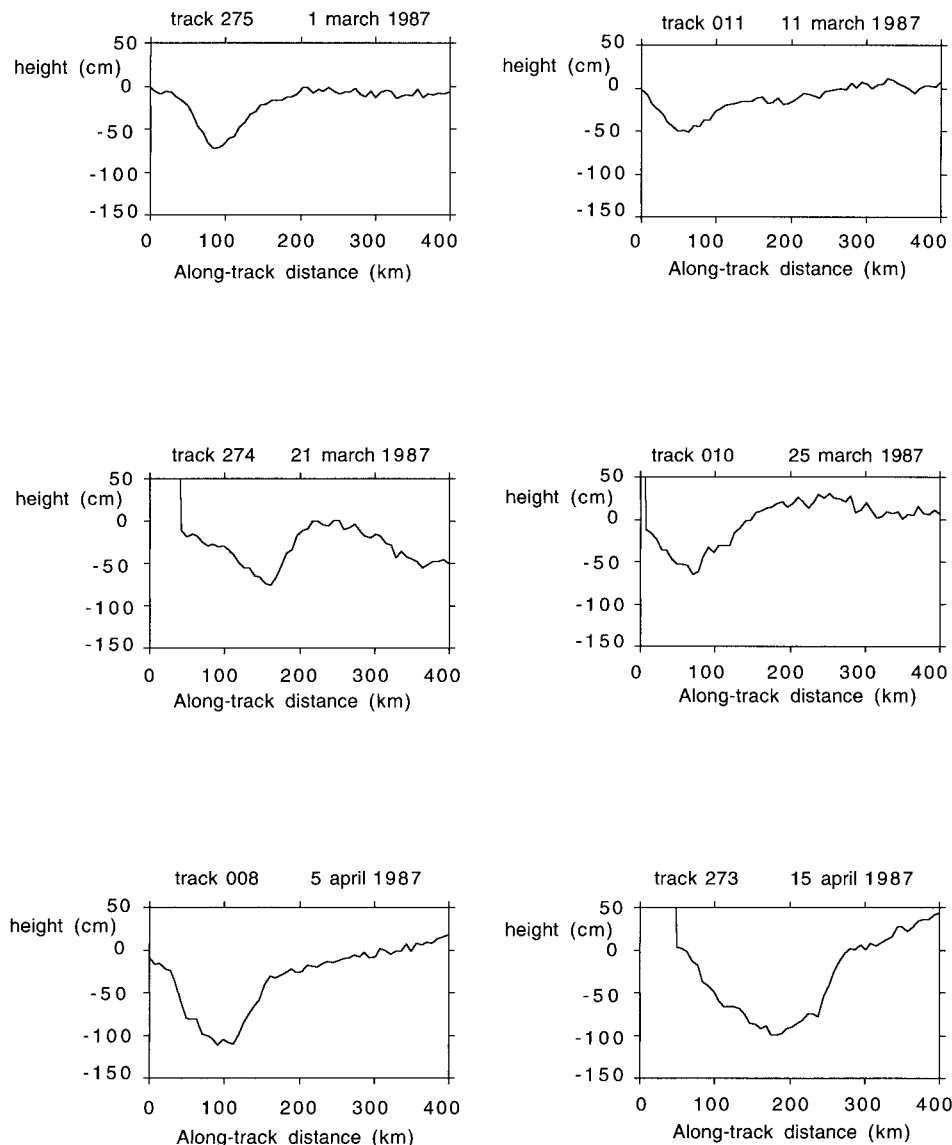 track 275 1 march 1987
height (cm)
50
0
-50
-100
-150
0 100 200 300 400
Along-track distance (km)
track 011 11 march 1987
height (cm)
50
0
-50
-100
-150
0 100 200 300 400
Along-track distance (km)
track 274 21 march 1987
height (cm)
50
0
-50
-100
-150
0 100 200 300 400
Along-track distance (km)
track 010 25 march 1987
height (cm)
50
0
-50
-100
-150
0 100 200 300 400
Along-track distance (km)
track 008 5 april 1987
height (cm)
50
0
-50
-100
-150
0 100 200 300 400
Along-track distance (km)
track 273 15 april 1987
height (cm)
50
0
-50
-100
-150
0 100 200 300 400
Along-track distance (km)